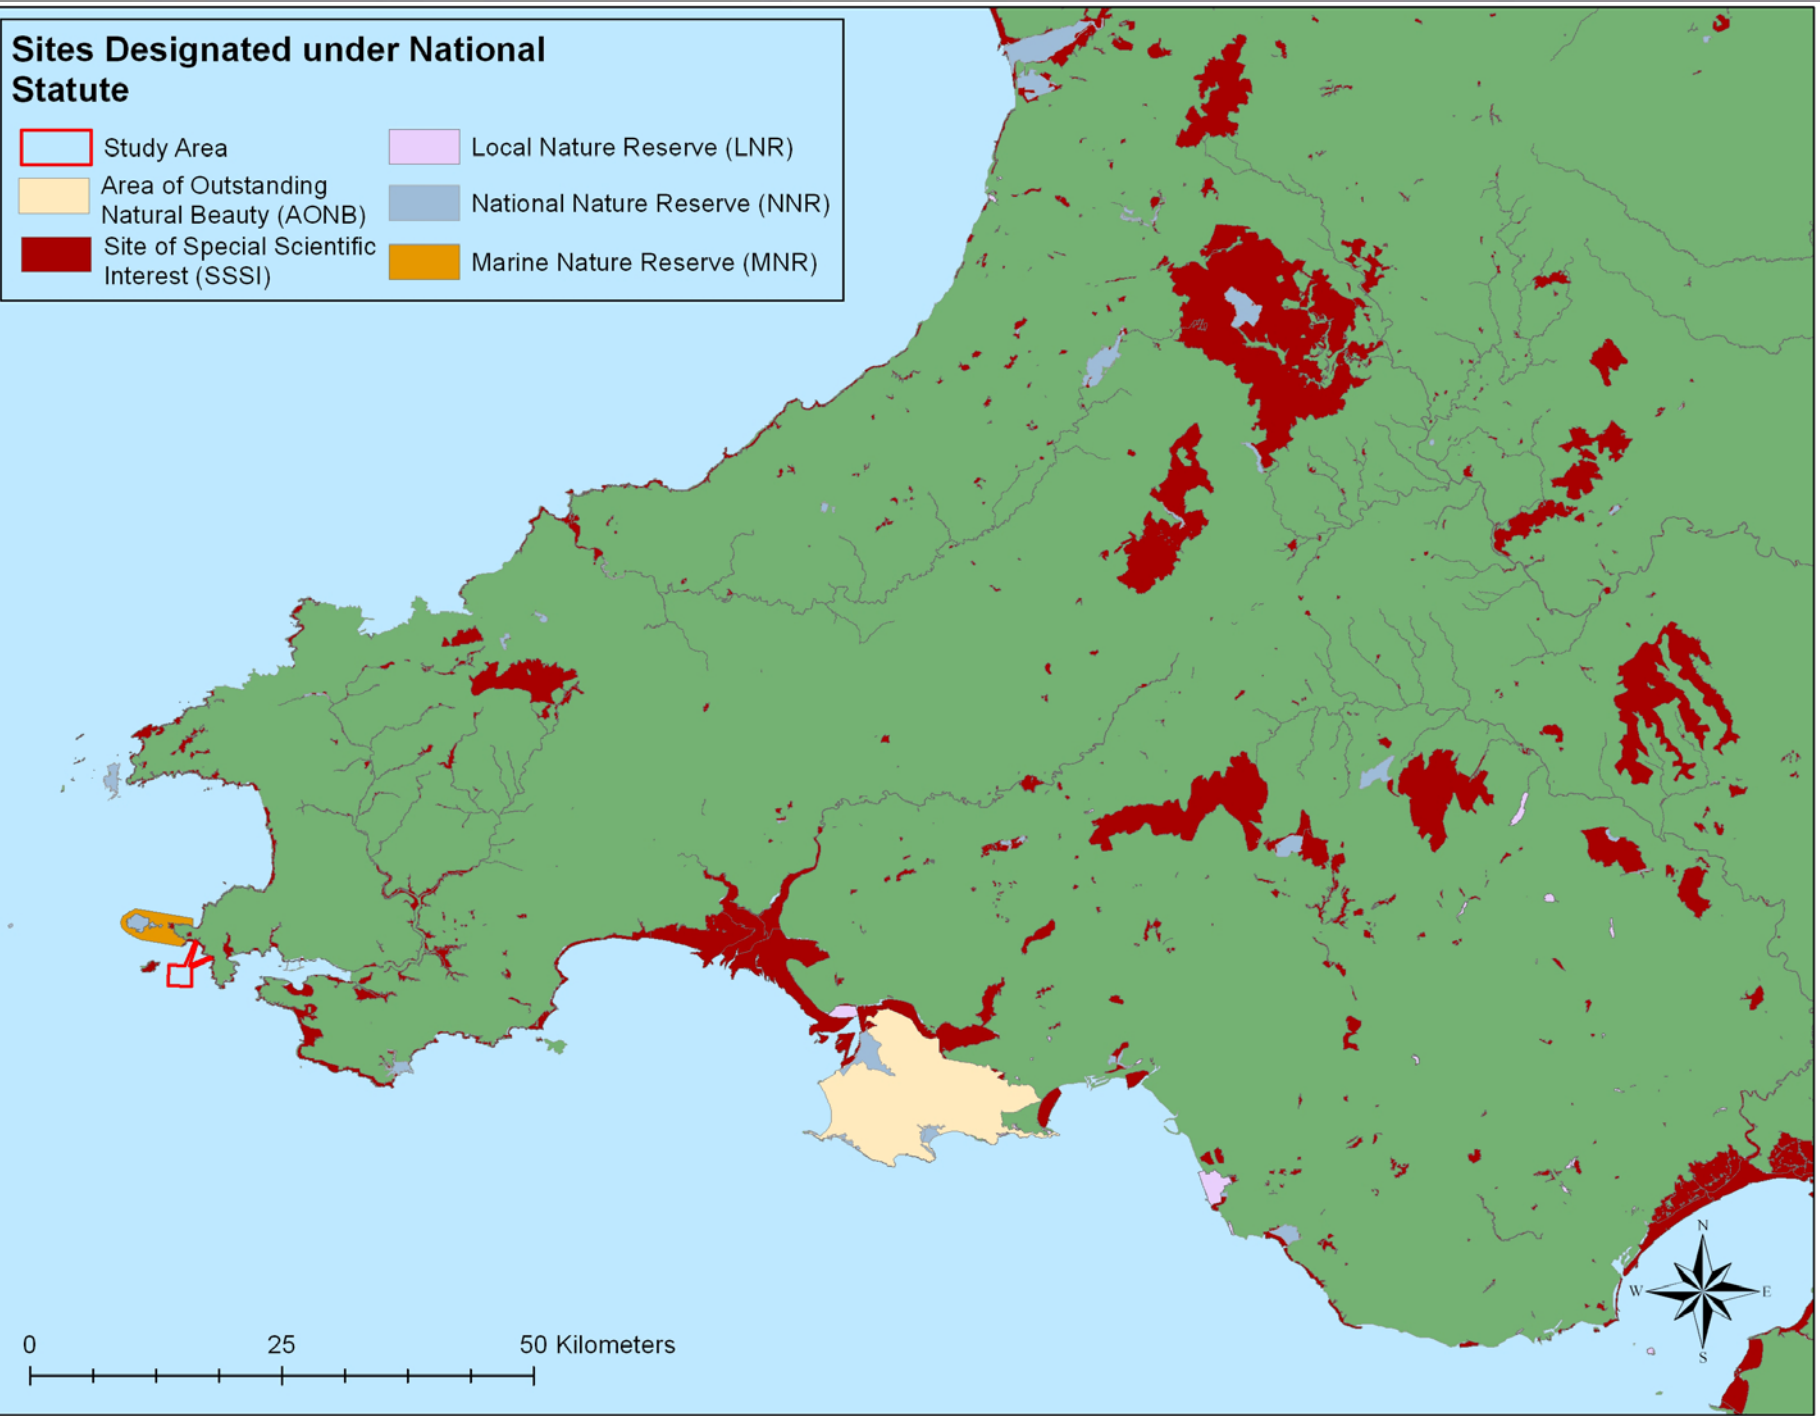 Sites Designated under National
Statute
Study Area
Area of Outstanding
Natural Beauty (AONB)
Site of Special Scientific
Interest (SSSI)
Local Nature Reserve (LNR)
National Nature Reserve (NNR)
Marine Nature Reserve (MNR)
N
W
E
S
0 25 50 Kilometers